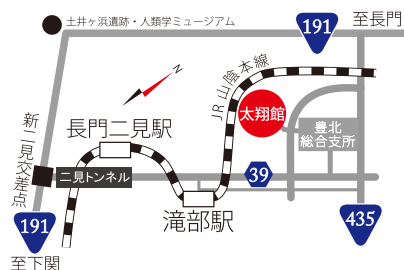 土井ヶ浜遺跡・人類学ミュージアム
191
至長門
N
JR山陰本線
太翔館
長門二見駅
豊北
総合支所
新二見交差点
二見トンネル
39
滝部駅
191
435
至下関